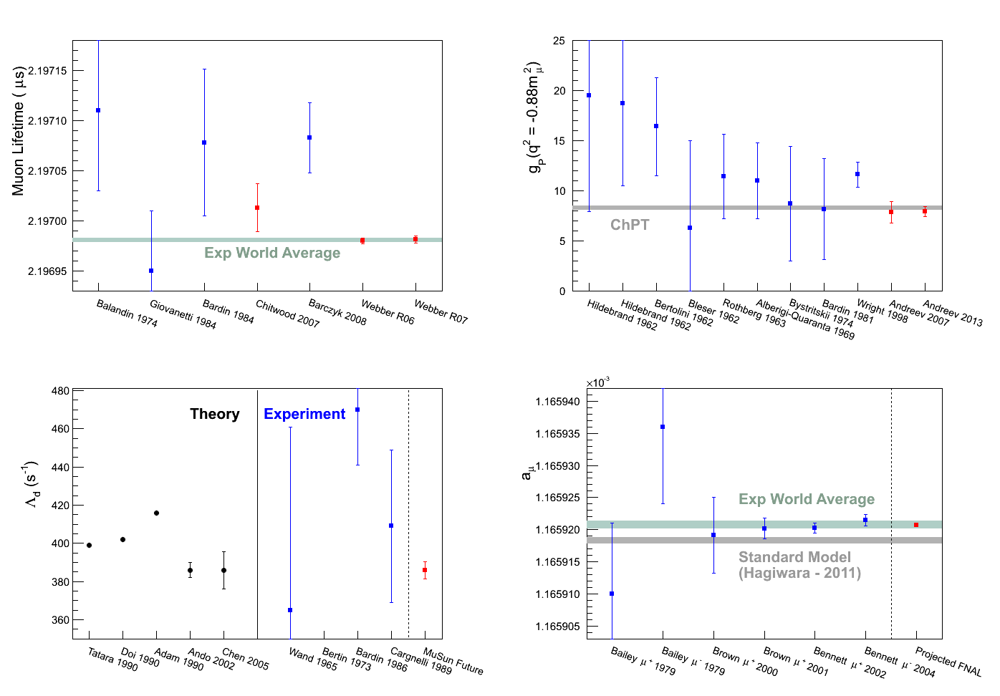 Muon Lifetime ( μs)
2.19715
2.19710
2.19705
2.19700
2.19695
Exp World Average
Balandin 1974
Giovanetti 1984
Bardin 1984
Chitwood 2007
Barczyk 2008
Webber R06
Webber R07
g_P(q² = -0.88m²_μ)
25
20
15
10
5
0
ChPT
Hildebrand 1962
Hildebrand 1962
Bertolini 1962
Bleser 1962
Rothberg 1963
Alberigi-Quaranta 1969
Bystritskii 1974
Bardin 1981
Wright 1998
Andreev 2007
Andreev 2013
Λ_d (s⁻¹)
480
460
440
420
400
380
360
Theory
Experiment
Tatara 1990
Doi 1990
Adam 1990
Ando 2002
Chen 2005
Wand 1965
Bertin 1973
Bardin 1986
Cargnelli 1989
MuSun Future
a_μ
×10⁻³
1.165940
1.165935
1.165930
1.165925
1.165920
1.165915
1.165910
1.165905
Exp World Average
Standard Model
(Hagiwara - 2011)
Bailey μ⁺ 1979
Bailey μ⁻ 1979
Brown μ⁺ 2000
Brown μ⁺ 2001
Bennett μ⁺ 2002
Bennett μ⁻ 2004
Projected FNAL